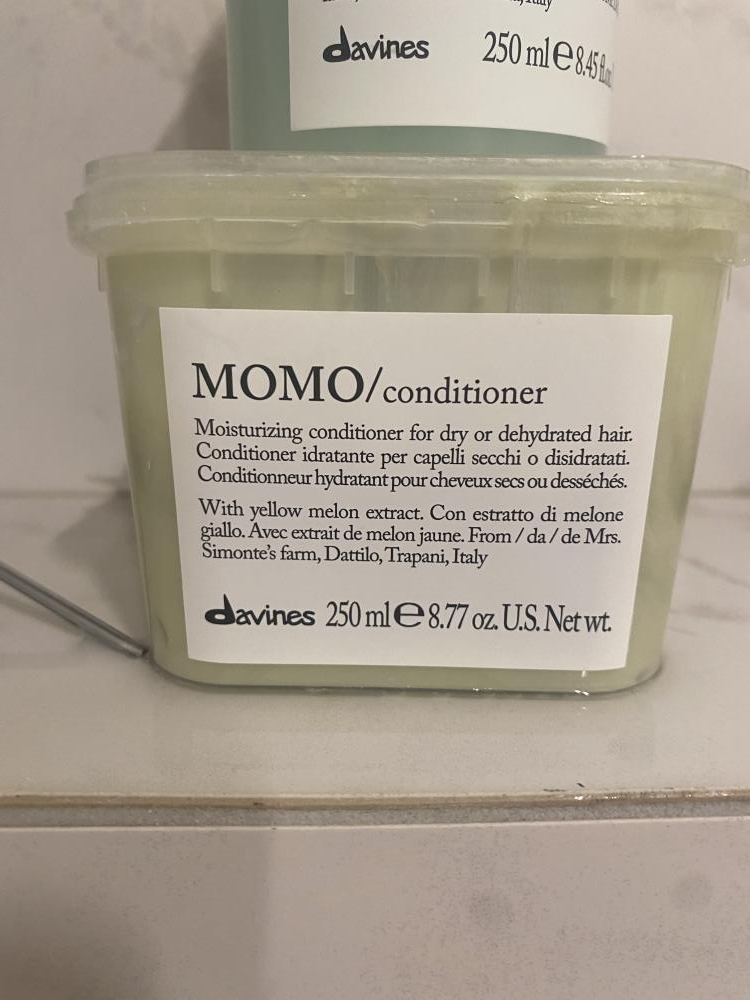 davines 250 ml e 8.45 fl.
MOMO/conditioner
Moisturizing conditioner for dry or dehydrated hair.
Conditioner idratante per capelli secchi o disidratati.
Conditionneur hydratant pour cheveux secs ou desséchés.
With yellow melon extract. Con estratto di melone
giallo. Avec extrait de melon jaune. From / da / de Mrs.
Simonte's farm, Dattilo, Trapani, Italy
davines 250 ml e 8.77 oz. U.S. Net wt.